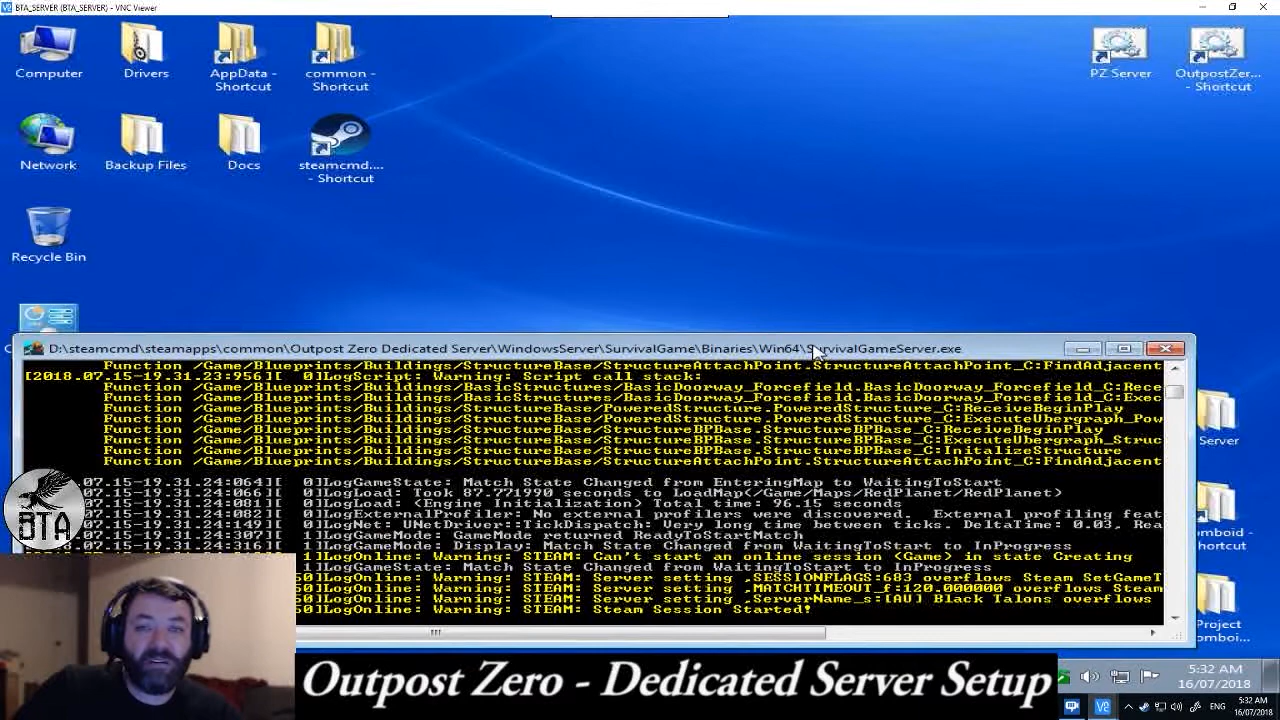 BTA_SERVER (BTA_SERVER) - VNC Viewer
Computer
Drivers
AppData - Shortcut
common - Shortcut
PZ Server
OutpostZer... - Shortcut
Network
Backup Files
Docs
steamcmd.... - Shortcut
Recycle Bin
D:\steamcmd\steamapps\common\Outpost Zero Dedicated Server\WindowsServer\SurvivalGame\Binaries\Win64\SurvivalGameServer.exe
Function /Game/Blueprints/Buildings/StructureBase/StructureAttachPoint.StructureAttachPoint_C:FindAdjacent
[2018.07.15-19.31.23:956][ 0]LogScript: Warning: Script call stack:
Function /Game/Blueprints/Buildings/BasicStructures/BasicDoorway_Forcefield.BasicDoorway_Forcefield_C:Rece
Function /Game/Blueprints/Buildings/BasicStructures/BasicDoorway_Forcefield.BasicDoorway_Forcefield_C:Exec
Function /Game/Blueprints/Buildings/StructureBase/PoweredStructure.PoweredStructure_C:ReceiveBeginPlay
Function /Game/Blueprints/Buildings/StructureBase/PoweredStructure.PoweredStructure_C:ExecuteUbergraph_Pow
Function /Game/Blueprints/Buildings/StructureBase/StructureBPBase.StructureBPBase_C:ReceiveBeginPlay
Function /Game/Blueprints/Buildings/StructureBase/StructureBPBase.StructureBPBase_C:ExecuteUbergraph_Struc
Function /Game/Blueprints/Buildings/StructureBase/StructureBPBase.StructureBPBase_C:InitalizeStructure
Function /Game/Blueprints/Buildings/StructureBase/StructureAttachPoint.StructureAttachPoint_C:FindAdjacent
07.15-19.31.24:064][ 0]LogGameState: Match State Changed from EnteringMap to WaitingToStart
07.15-19.31.24:066][ 0]LogLoad: Took 87.771990 seconds to LoadMap(/Game/Maps/RedPlanet/RedPlanet)
07.15-19.31.24:081][ 0]LogLoad: (Engine Initialization) Total time: 96.15 seconds
07.15-19.31.24:082][ 0]LogExternalProfiler: No external profilers were discovered. External profiling feat
07.15-19.31.24:149][ 0]LogNet: UNetDriver::TickDispatch: Very long time between ticks. DeltaTime: 0.03, Rea
07.15-19.31.24:307][ 1]LogGameMode: GameMode returned ReadyToStartMatch
07.15-19.31.24:316][ 1]LogGameMode: Display: Match State Changed from WaitingToStart to InProgress
1]LogOnline: Warning: STEAM: Can't start an online session (Game) in state Creating
1]LogGameState: Match State Changed from WaitingToStart to InProgress
50]LogOnline: Warning: STEAM: Server setting ,SESSIONFLAGS:683 overflows Steam SetGameT
50]LogOnline: Warning: STEAM: Server setting ,MATCHTIMEOUT_f:120.000000 overflows Steam
50]LogOnline: Warning: STEAM: Server setting ,ServerName_s:[AU] Black Talons overflows
50]LogOnline: Warning: STEAM: Steam Session Started!
Server
omboid - hortcut
Project omboi...
BTA
Outpost Zero - Dedicated Server Setup
5:32 AM
16/07/2018
ENG
5:32 AM
16/07/2018